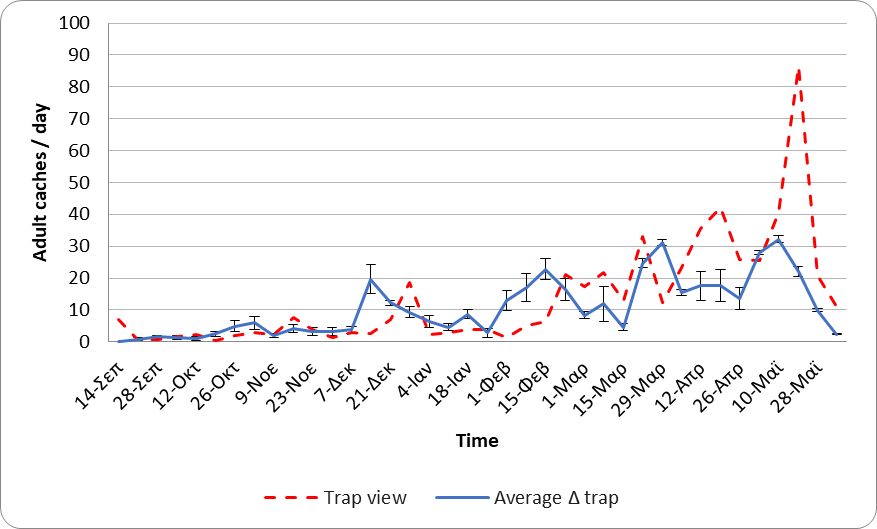 100
90
80
70
60
50
40
30
20
10
0
Adult caches / day
14-Σεπ
28-Σεπ
12-Οκτ
26-Οκτ
9-Νοε
23-Νοε
7-Δεκ
21-Δεκ
4-Ιαν
18-Ιαν
1-Φεβ
15-Φεβ
1-Μαρ
15-Μαρ
29-Μαρ
12-Απρ
26-Απρ
10-Μαϊ
28-Μαϊ
Time
Trap view
Average Δ trap